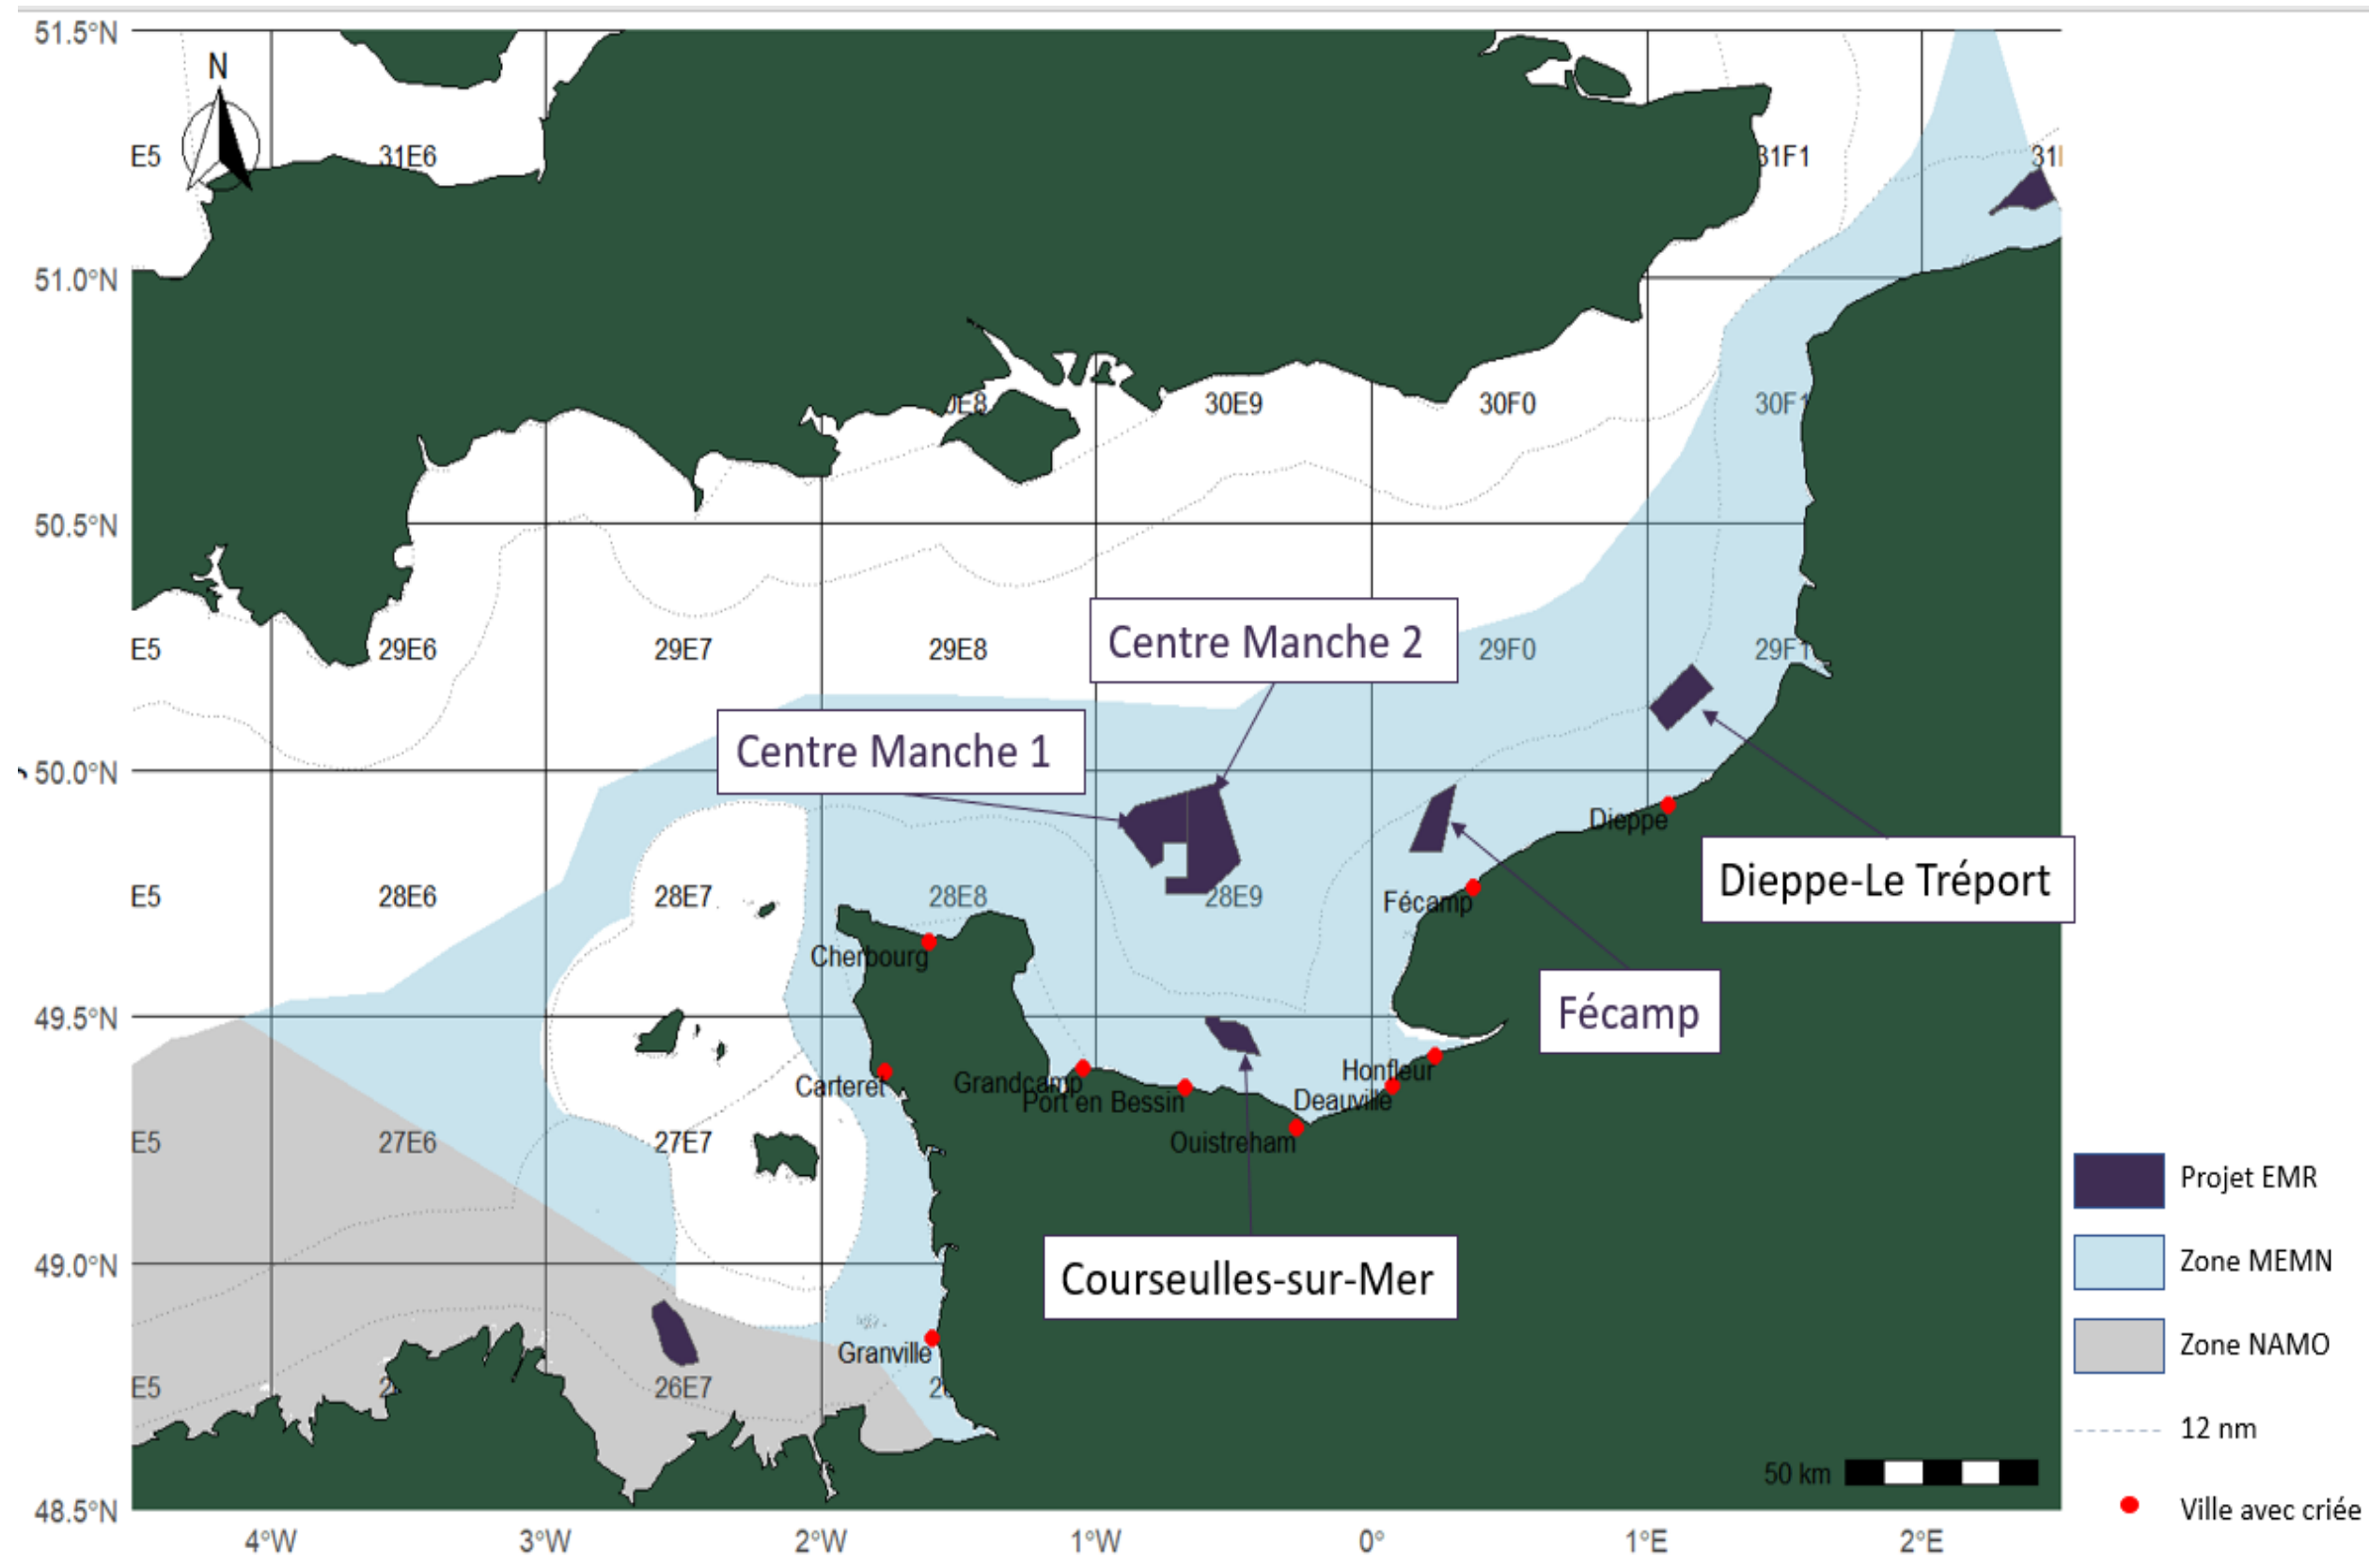 51.5°N
N
E5
31E6
31F1
31
51.0°N
30E9
30F0
30F1
50.5°N
Centre Manche 2
E5
29E6
29E7
29E8
29F0
29F1
Centre Manche 1
50.0°N
Dieppe
Dieppe-Le Tréport
E5
28E6
28E7
28E8
28E9
Fécamp
Cherbourg
Fécamp
49.5°N
Honfleur
Carteret
Grandcamp
Port en Bessin
Deauville
E5
27E6
27E7
Ouistreham
Courseulles-sur-Mer
49.0°N
Granville
E5
26E7
50 km
48.5°N
4°W
3°W
2°W
1°W
0°
1°E
2°E
Projet EMR
Zone MEMN
Zone NAMO
12 nm
Ville avec criée